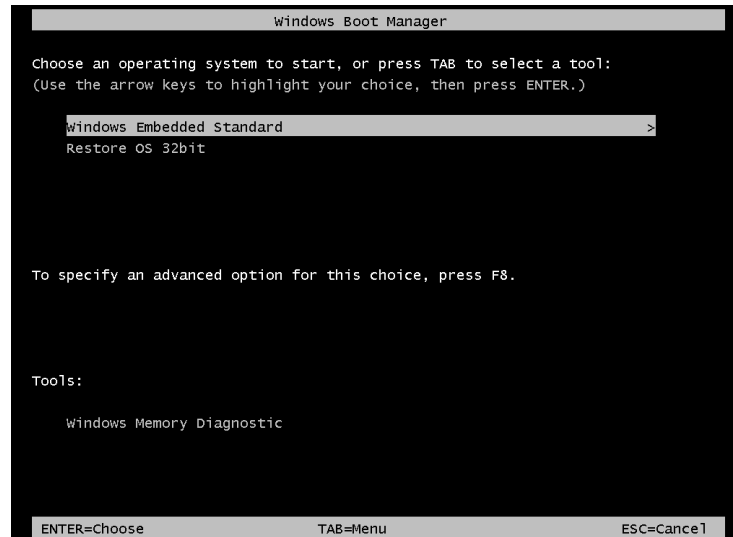 Windows Boot Manager
Choose an operating system to start, or press TAB to select a tool:
(Use the arrow keys to highlight your choice, then press ENTER.)
Windows Embedded Standard >
Restore OS 32bit
To specify an advanced option for this choice, press F8.
Tools:
Windows Memory Diagnostic
ENTER=Choose TAB=Menu ESC=Cancel